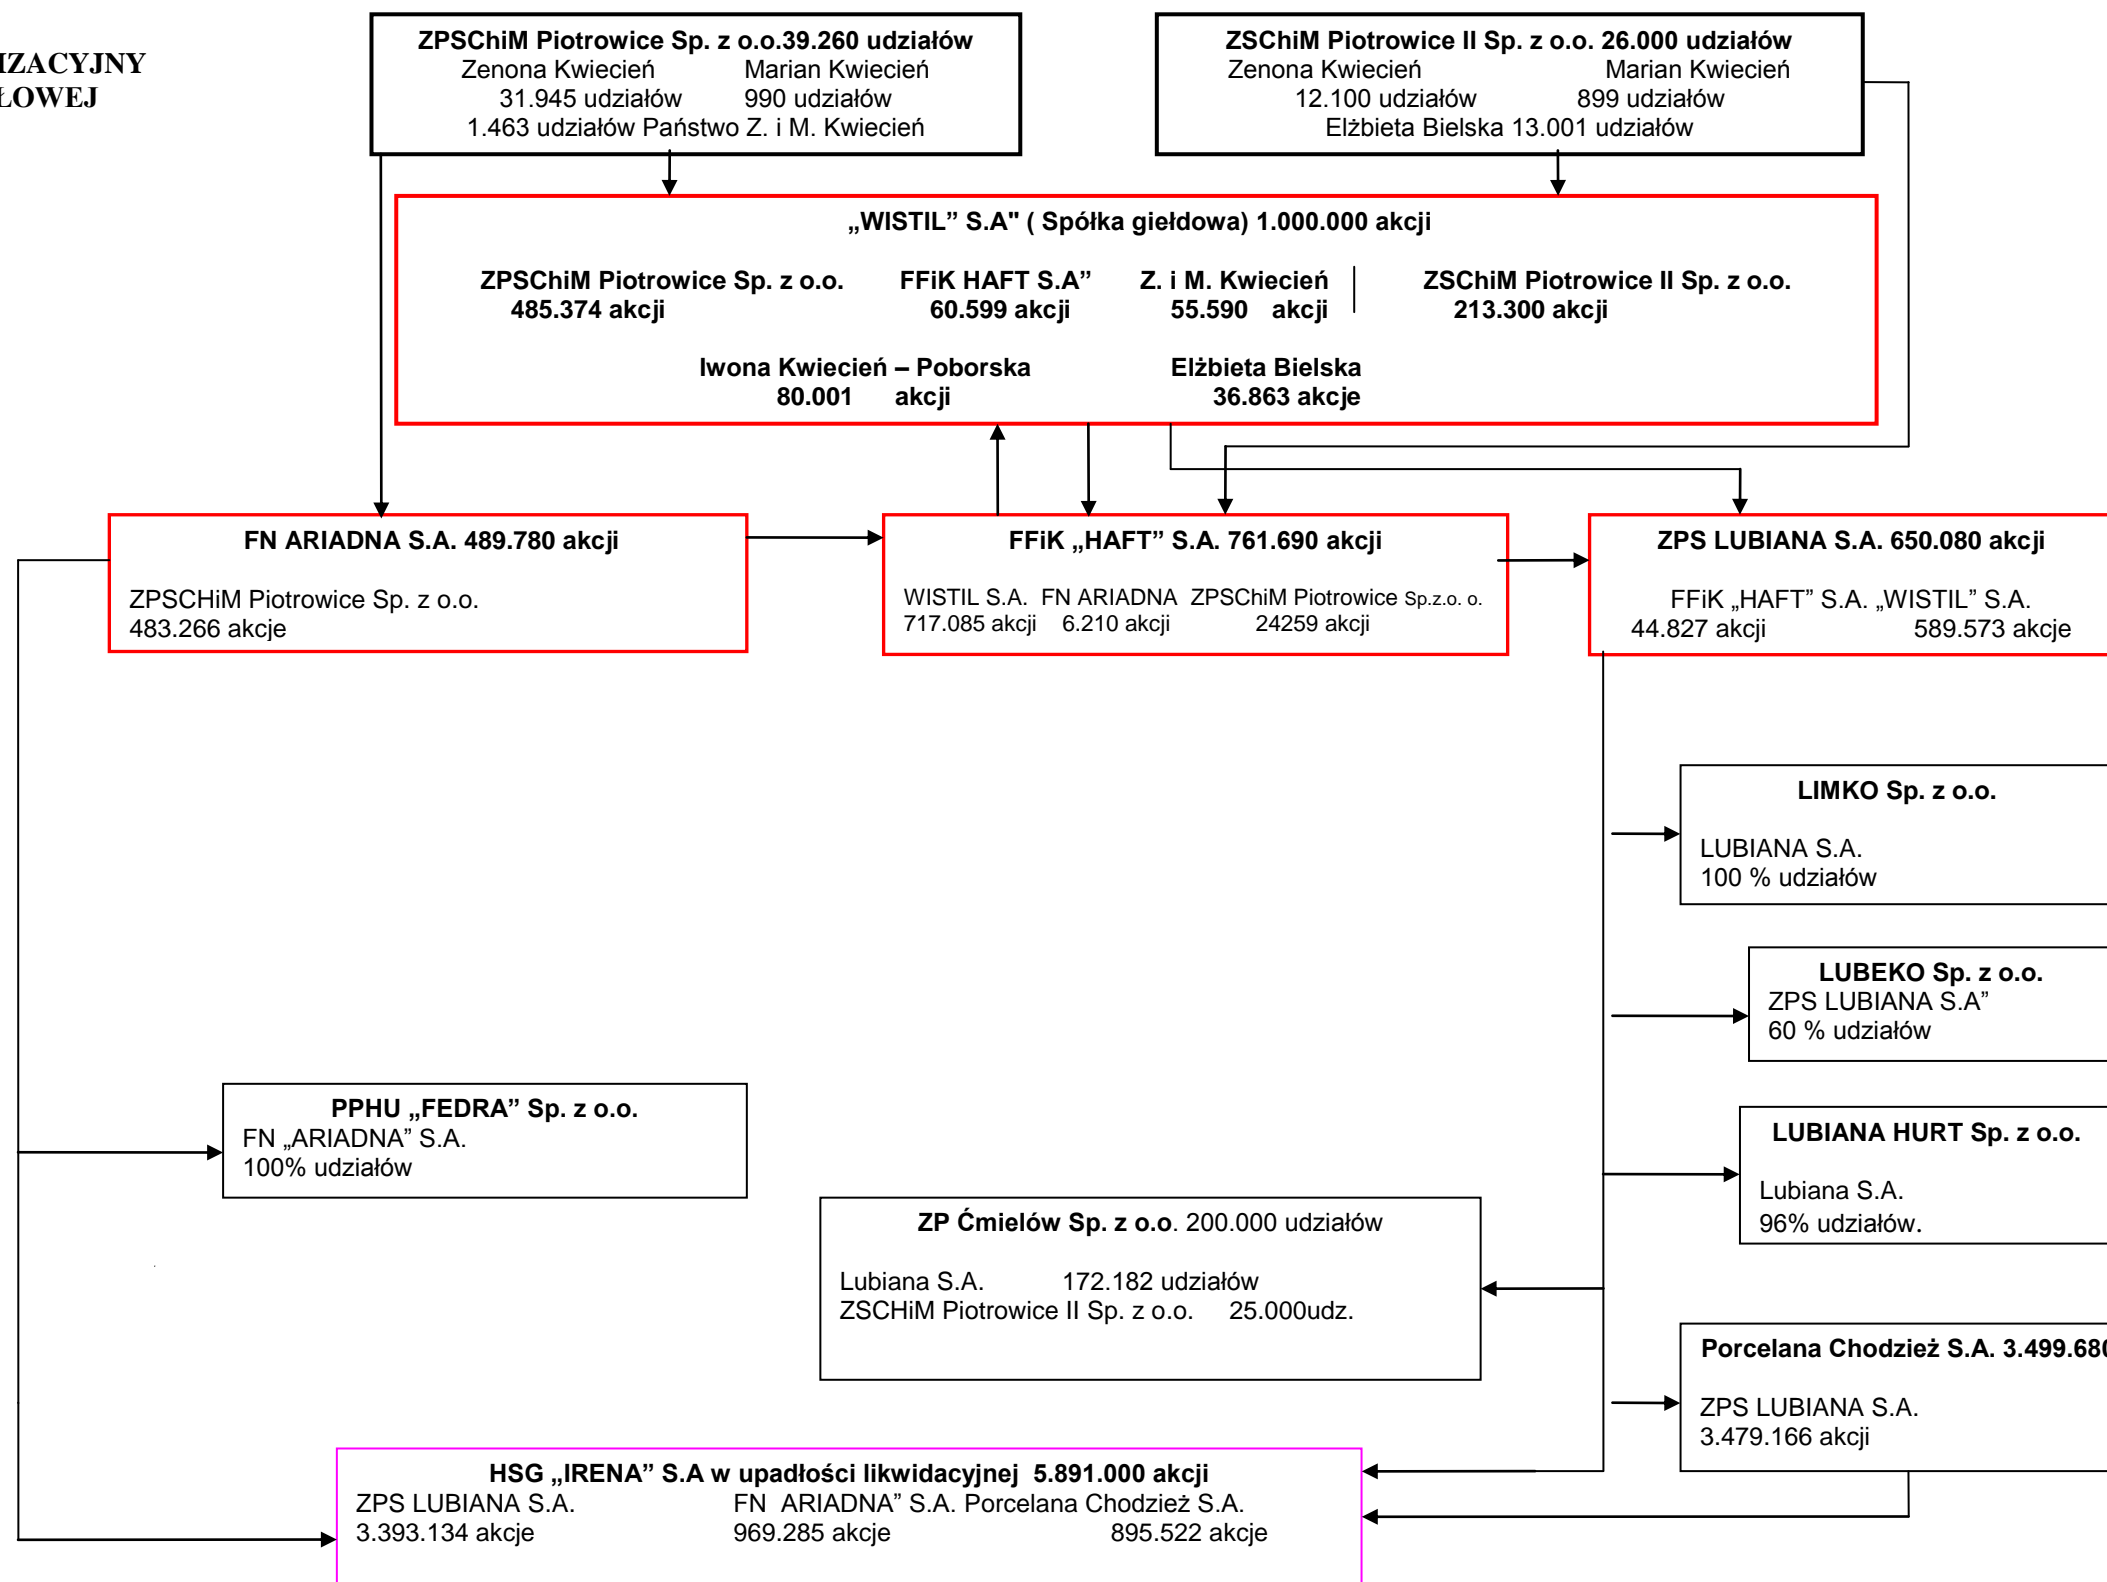 IZACYJNY
ŁOWEJ
ZPSChiM Piotrowice Sp. z o.o.39.260 udziałów
Zenona Kwiecień Marian Kwiecień
31.945 udziałów 990 udziałów
1.463 udziałów Państwo Z. i M. Kwiecień
ZSChiM Piotrowice II Sp. z o.o. 26.000 udziałów
Zenona Kwiecień Marian Kwiecień
12.100 udziałów 899 udziałów
Elżbieta Bielska 13.001 udziałów
„WISTIL” S.A" ( Spółka giełdowa) 1.000.000 akcji
ZPSChiM Piotrowice Sp. z o.o. FFiK HAFT S.A” Z. i M. Kwiecień ZSChiM Piotrowice II Sp. z o.o.
485.374 akcji 60.599 akcji 55.590 akcji 213.300 akcji
Iwona Kwiecień – Poborska Elżbieta Bielska
80.001 akcji 36.863 akcje
FN ARIADNA S.A. 489.780 akcji
ZPSCHiM Piotrowice Sp. z o.o.
483.266 akcje
FFiK „HAFT” S.A. 761.690 akcji
WISTIL S.A. FN ARIADNA ZPSChiM Piotrowice Sp.z.o. o.
717.085 akcji 6.210 akcji 24259 akcji
ZPS LUBIANA S.A. 650.080 akcji
FFiK „HAFT” S.A. „WISTIL” S.A.
44.827 akcji 589.573 akcje
LIMKO Sp. z o.o.
LUBIANA S.A.
100 % udziałów
LUBEKO Sp. z o.o.
ZPS LUBIANA S.A”
60 % udziałów
PPHU „FEDRA” Sp. z o.o.
FN „ARIADNA” S.A.
100% udziałów
LUBIANA HURT Sp. z o.o.
Lubiana S.A.
96% udziałów.
ZP Ćmielów Sp. z o.o. 200.000 udziałów
Lubiana S.A. 172.182 udziałów
ZSCHiM Piotrowice II Sp. z o.o. 25.000udz.
Porcelana Chodzież S.A. 3.499.680
ZPS LUBIANA S.A.
3.479.166 akcji
HSG „IRENA” S.A w upadłości likwidacyjnej 5.891.000 akcji
ZPS LUBIANA S.A. FN ARIADNA” S.A. Porcelana Chodzież S.A.
3.393.134 akcje 969.285 akcje 895.522 akcje